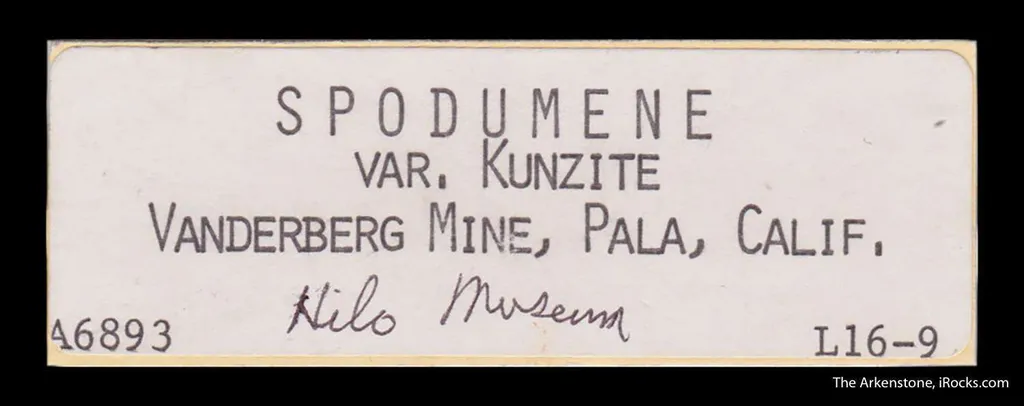 SPODUMENE
VAR. KUNZITE
VANDERBERG MINE, PALA, CALIF.
Hilo Museum
A6893 L16-9
The Arkenstone, iRocks.com